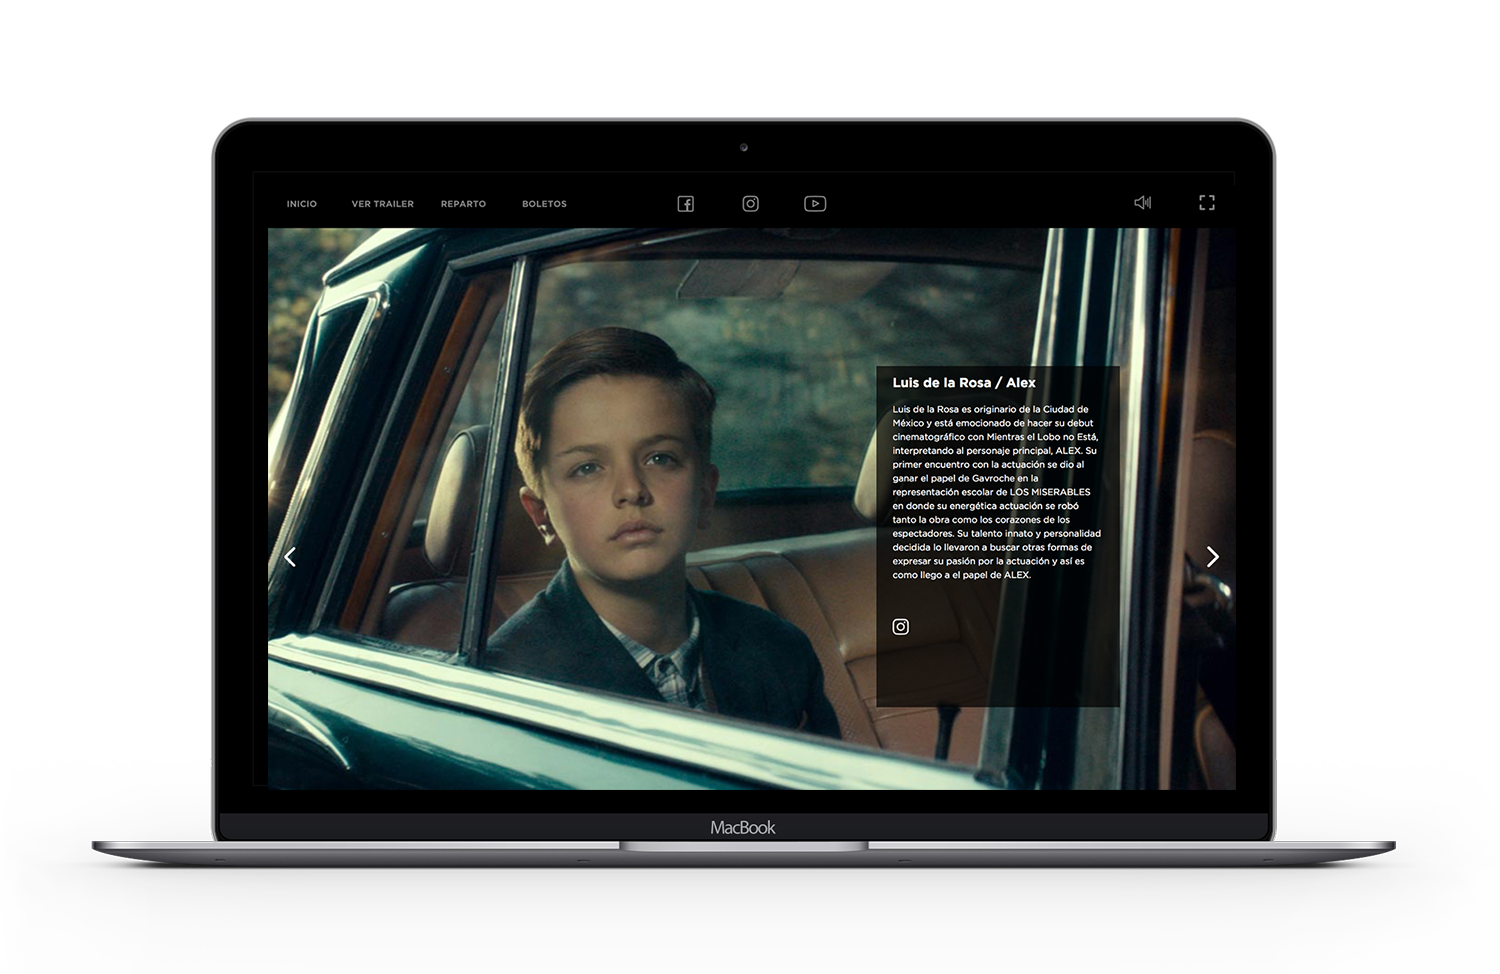 INICIO VER TRAILER REPARTO BOLETOS
Luis de la Rosa / Alex
Luis de la Rosa es originario de la Ciudad de
México y está emocionado de hacer su debut
cinematográfico con Mientras el Lobo no Está,
interpretando al personaje principal, ALEX. Su
primer encuentro con la actuación se dio al
ganar el papel de Gavroche en la
representación escolar de LOS MISERABLES
en donde su energética actuación se robó
tanto la obra como los corazones de los
espectadores. Su talento innato y personalidad
decidida lo llevaron a buscar otras formas de
expresar su pasión por la actuación y así es
como llego a el papel de ALEX.
MacBook